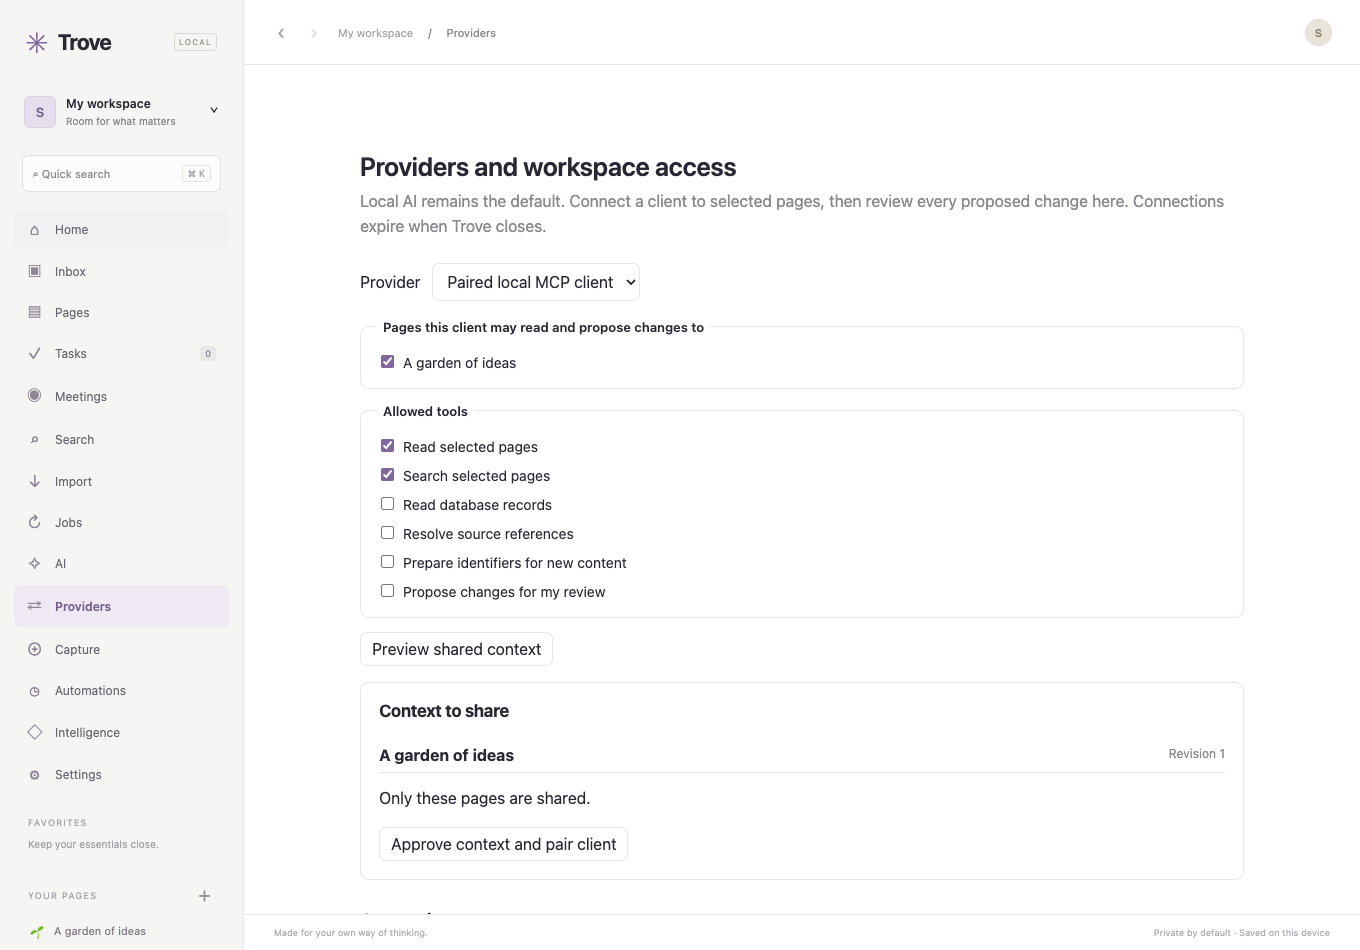 Trove
LOCAL
S
My workspace
Room for what matters
Quick search
⌘ K
Home
Inbox
Pages
Tasks
0
Meetings
Search
Import
Jobs
AI
Providers
Capture
Automations
Intelligence
Settings
FAVORITES
Keep your essentials close.
YOUR PAGES
A garden of ideas
My workspace / Providers
S
Providers and workspace access
Local AI remains the default. Connect a client to selected pages, then review every proposed change here. Connections
expire when Trove closes.
Provider
Paired local MCP client
Pages this client may read and propose changes to
A garden of ideas
Allowed tools
Read selected pages
Search selected pages
Read database records
Resolve source references
Prepare identifiers for new content
Propose changes for my review
Preview shared context
Context to share
A garden of ideas
Revision 1
Only these pages are shared.
Approve context and pair client
Made for your own way of thinking.
Private by default · Saved on this device